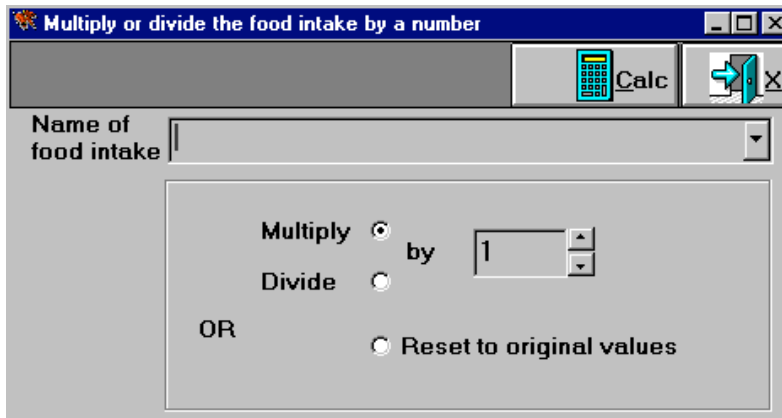 Multiply or divide the food intake by a number
Calc
X
Name of
food intake
Multiply
by
1
Divide
OR
Reset to original values